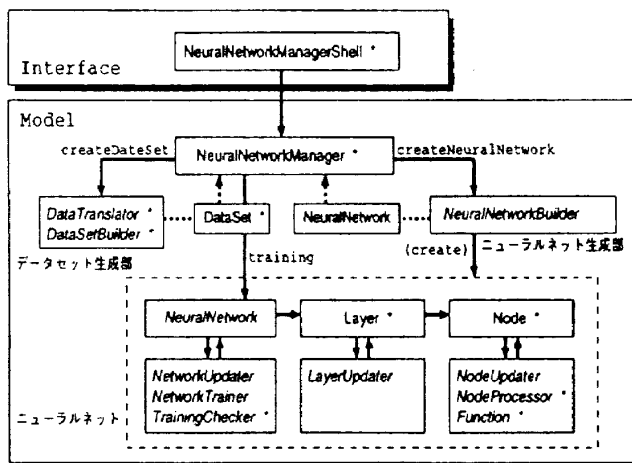 NeuralNetworkManagerShell *
Interface
Model
createDateSet
NeuralNetworkManager *
createNeuralNetwork
DataTranslator *
DataSetBuilder *
DataSet *
NeuralNetwork
NeuralNetworkBuilder
データセット生成部
training
(create)
ニューラルネット生成部
NeuralNetwork
Layer *
Node *
NetworkUpdater
NetworkTrainer
TrainingChecker *
LayerUpdater
NodeUpdater
NodeProcessor *
Function *
ニューラルネット